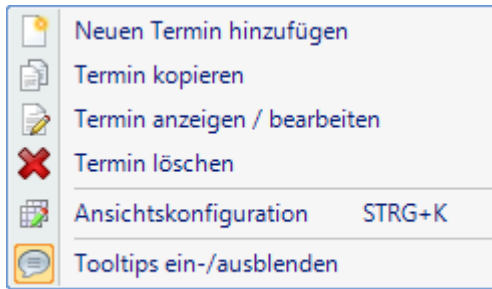 Neuen Termin hinzufügen
Termin kopieren
Termin anzeigen / bearbeiten
Termin löschen
Ansichtskonfiguration STRG+K
Tooltips ein-/ausblenden